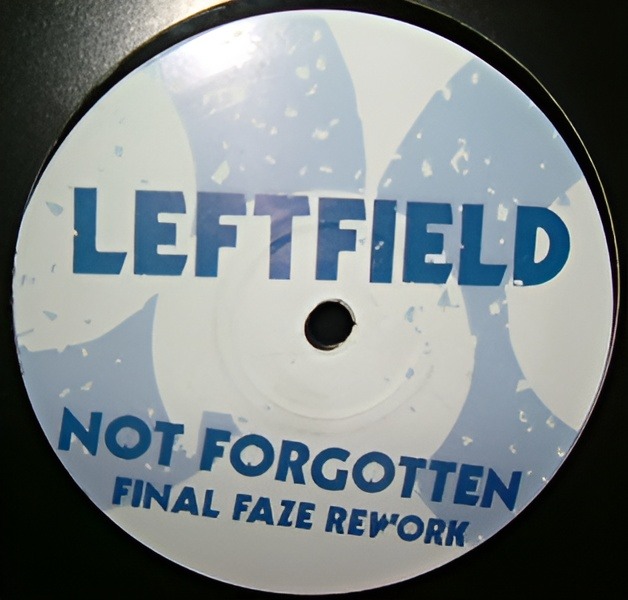 LEFTFIELD
NOT FORGOTTEN
FINAL FAZE REWORK